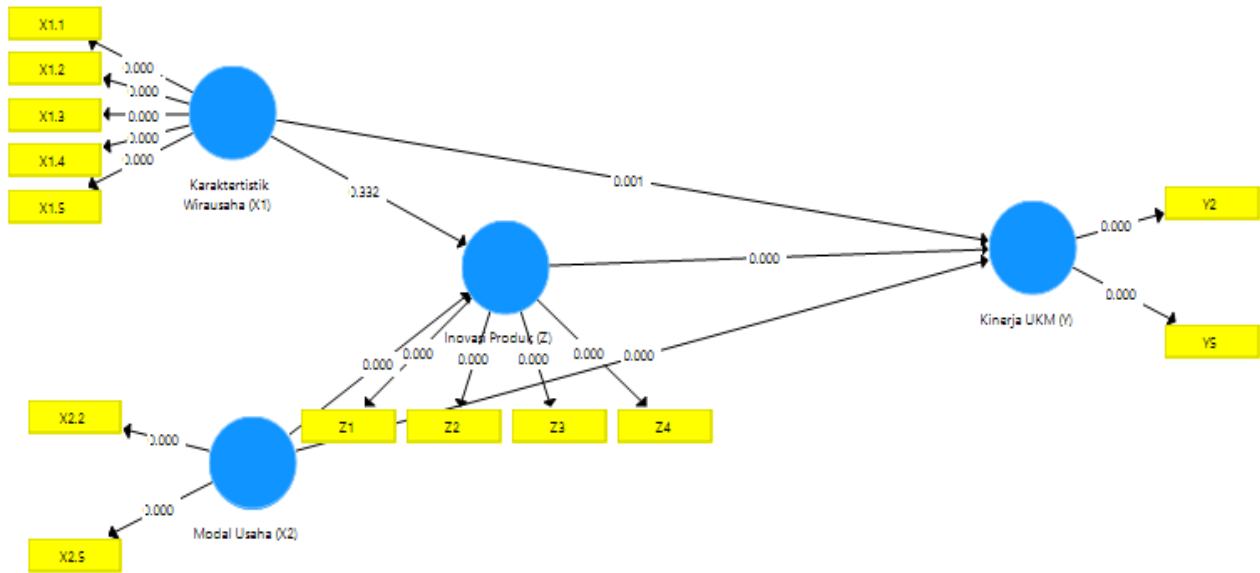 X1.1
X1.2
X1.3
X1.4
X1.5
0.000
0.000
0.000
0.000
0.000
Karaktertistik
Wirausaha (X1)
0.332
0.001
Inovasi Produk (Z)
0.000
0.000
0.000
0.000
0.000
0.000
0.000
Z1
Z2
Z3
Z4
Kinerja UKM (Y)
0.000
0.000
Y2
Y5
X2.2
X2.5
0.000
0.000
Modal Usaha (X2)